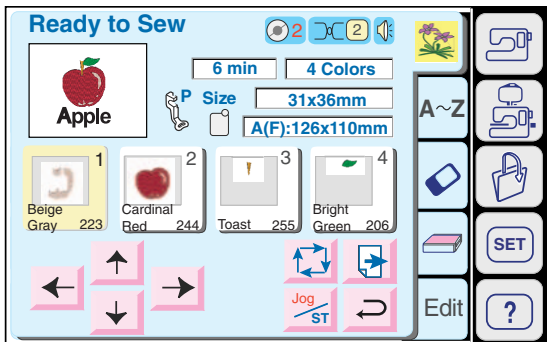 Ready to Sew
2
2
6 min
4 Colors
Apple
P
Size
31x36mm
A(F):126x110mm
A~Z
1
Beige
Gray 223
2
Cardinal
Red 244
3
Toast 255
4
Bright
Green 206
SET
Jog
ST
Edit
?